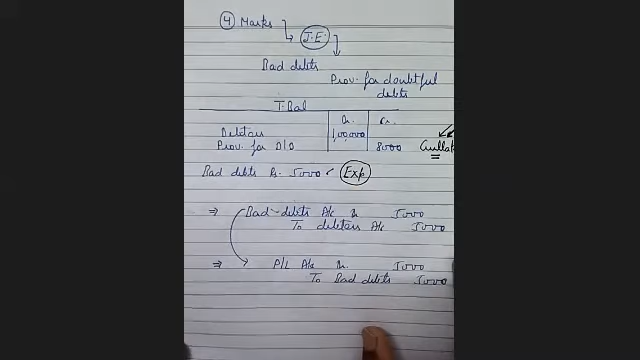 4 Marks
J.E.
Bad debts
Prov. for doubtful
debts
T.Bal
Dr. Cr.
Debtors 1,00,000
Prov. for D/D 8000
Bad debts Rs. 5000 Exp
⇒ Bad-debts A/c Dr 5000
To debtors A/c 5000
⇒ P/L A/c Dr. 5000
To Bad debts 5000